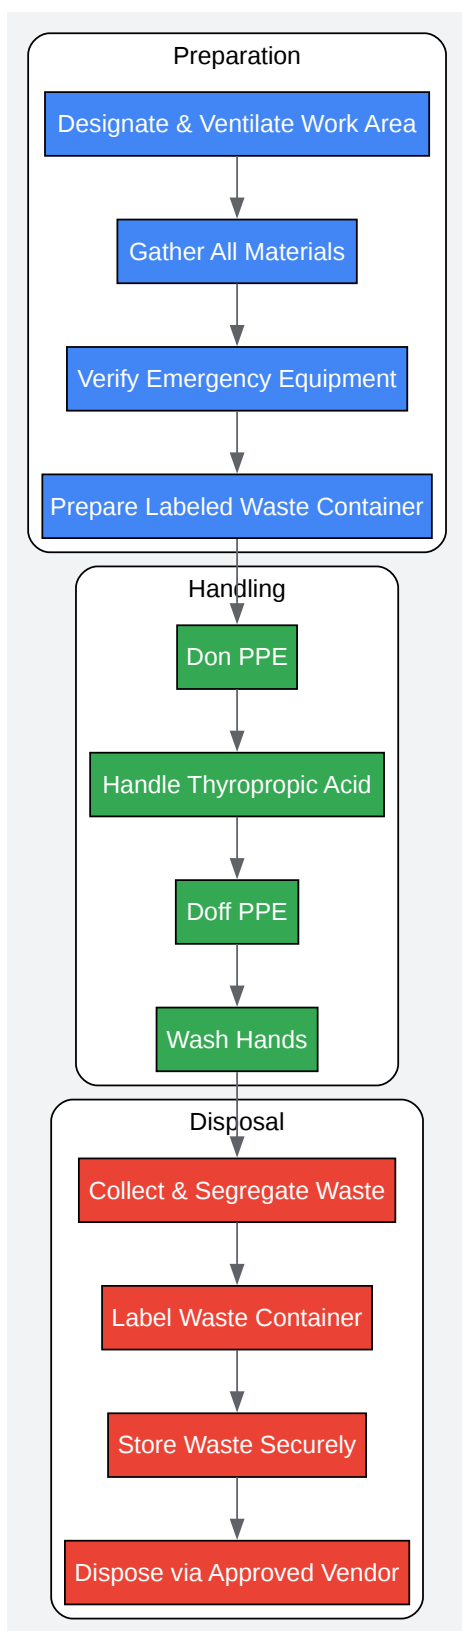 Preparation
Designate & Ventilate Work Area
Gather All Materials
Verify Emergency Equipment
Prepare Labeled Waste Container
Handling
Don PPE
Handle Thyropropic Acid
Doff PPE
Wash Hands
Disposal
Collect & Segregate Waste
Label Waste Container
Store Waste Securely
Dispose via Approved Vendor